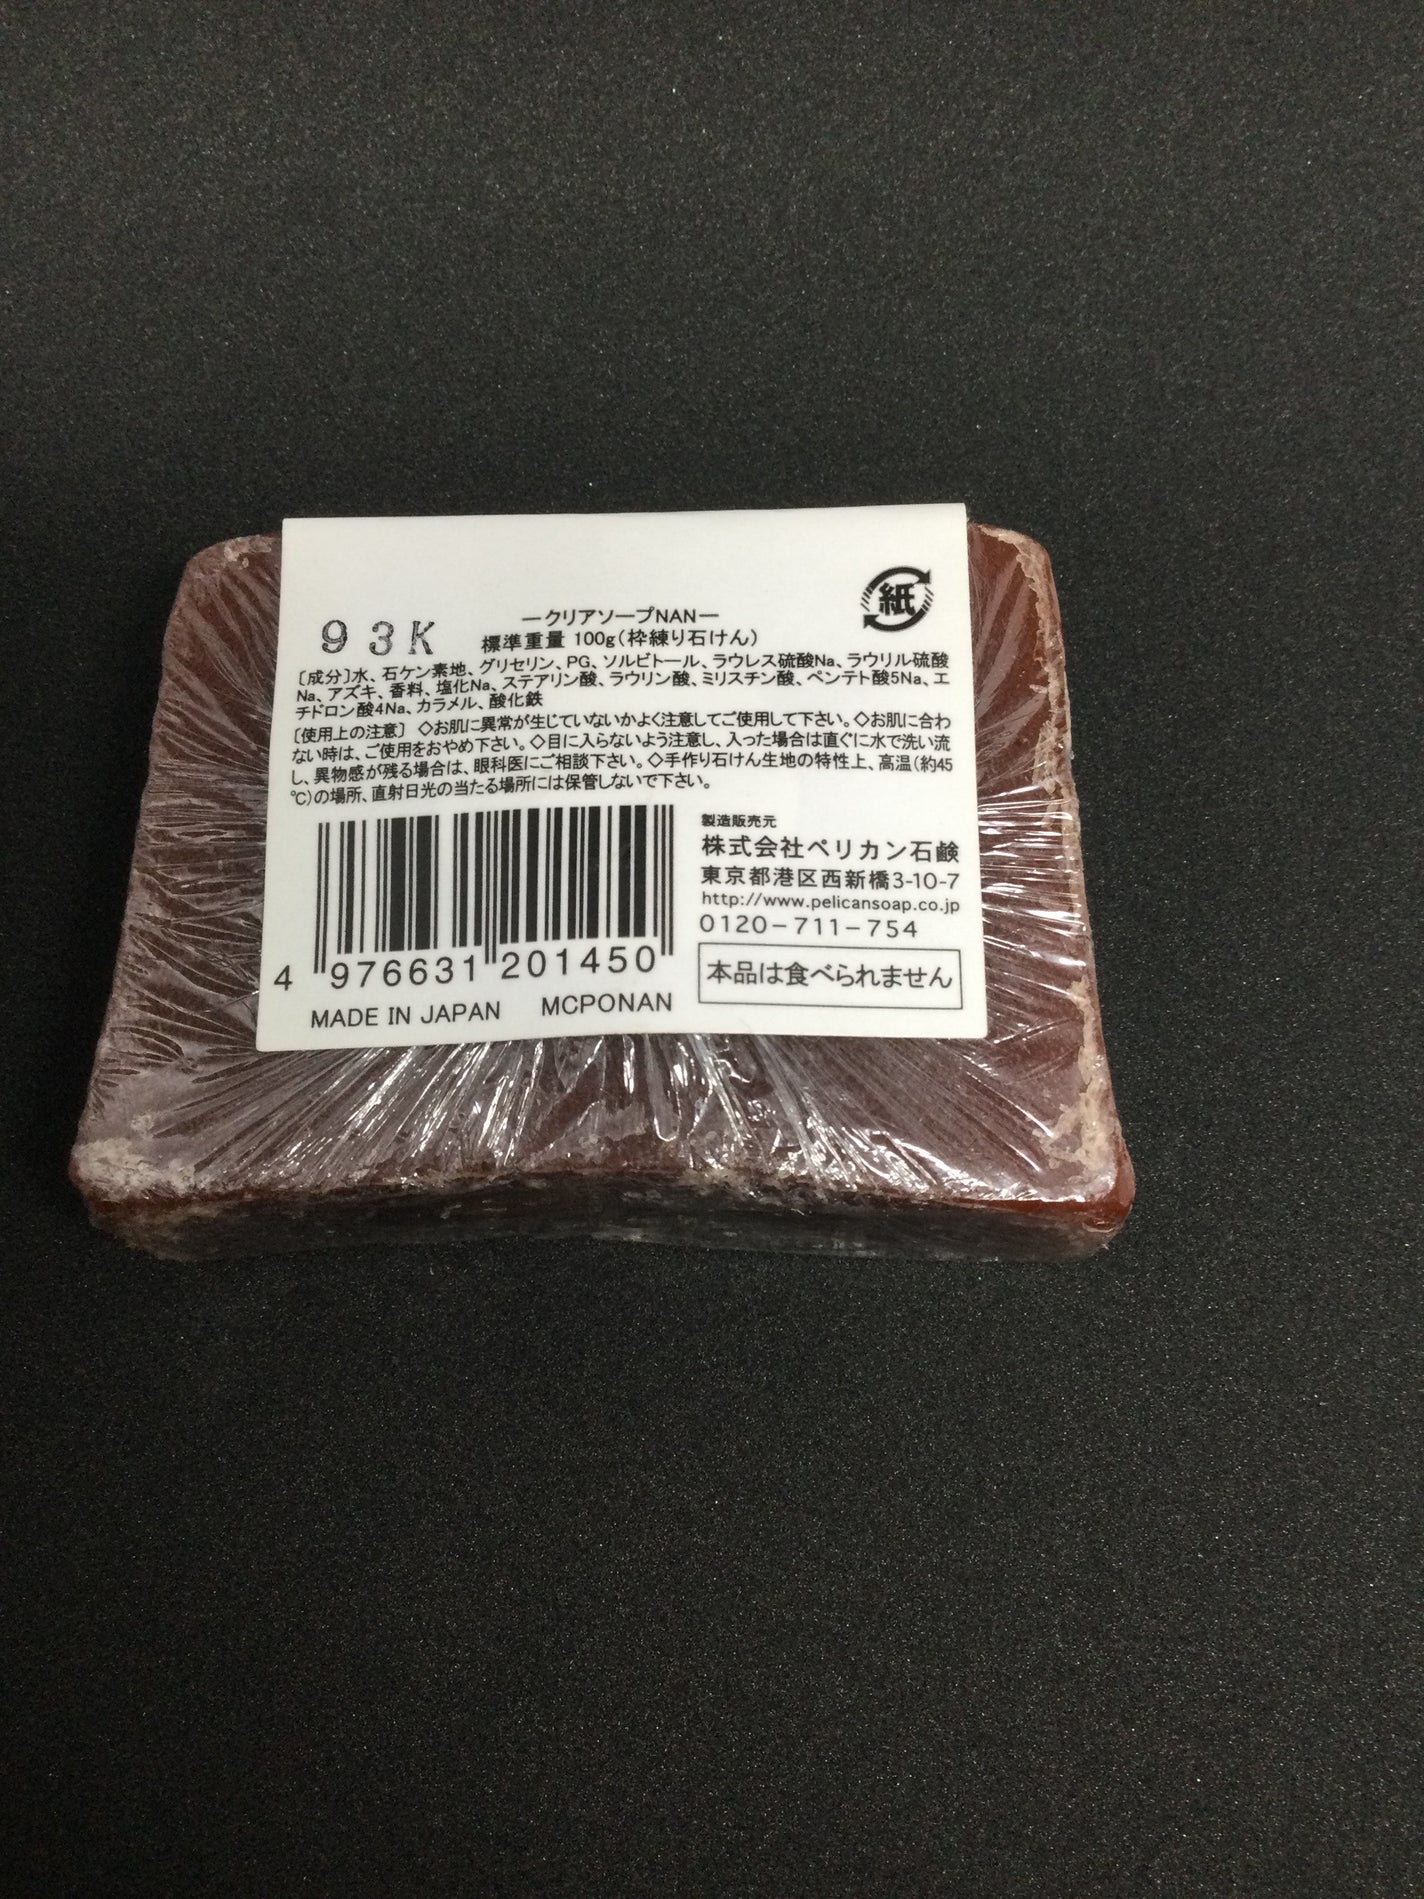 紙
93K
ークリアソープNANー
標準重量 100g(枠練り石けん)
〔成分〕水、石ケン素地、グリセリン、PG、ソルビトール、ラウレス硫酸Na、ラウリル硫酸
Na、アズキ、香料、塩化Na、ステアリン酸、ラウリン酸、ミリスチン酸、ペンテト酸5Na、エ
チドロン酸4Na、カラメル、酸化鉄
〔使用上の注意〕 ◇お肌に異常が生じていないかよく注意してご使用して下さい。◇お肌に合わ
ない時は、ご使用をおやめ下さい。◇目に入らないよう注意し、入った場合は直ぐに水で洗い流
し、異物感が残る場合は、眼科医にご相談下さい。◇手作り石けん生地の特性上、高温(約45
℃)の場所、直射日光の当たる場所には保管しないで下さい。
製造販売元
株式会社ペリカン石鹸
東京都港区西新橋3-10-7
http://www.pelicansoap.co.jp
0120-711-754
本品は食べられません
4 976631 201450
MADE IN JAPAN MCPONAN